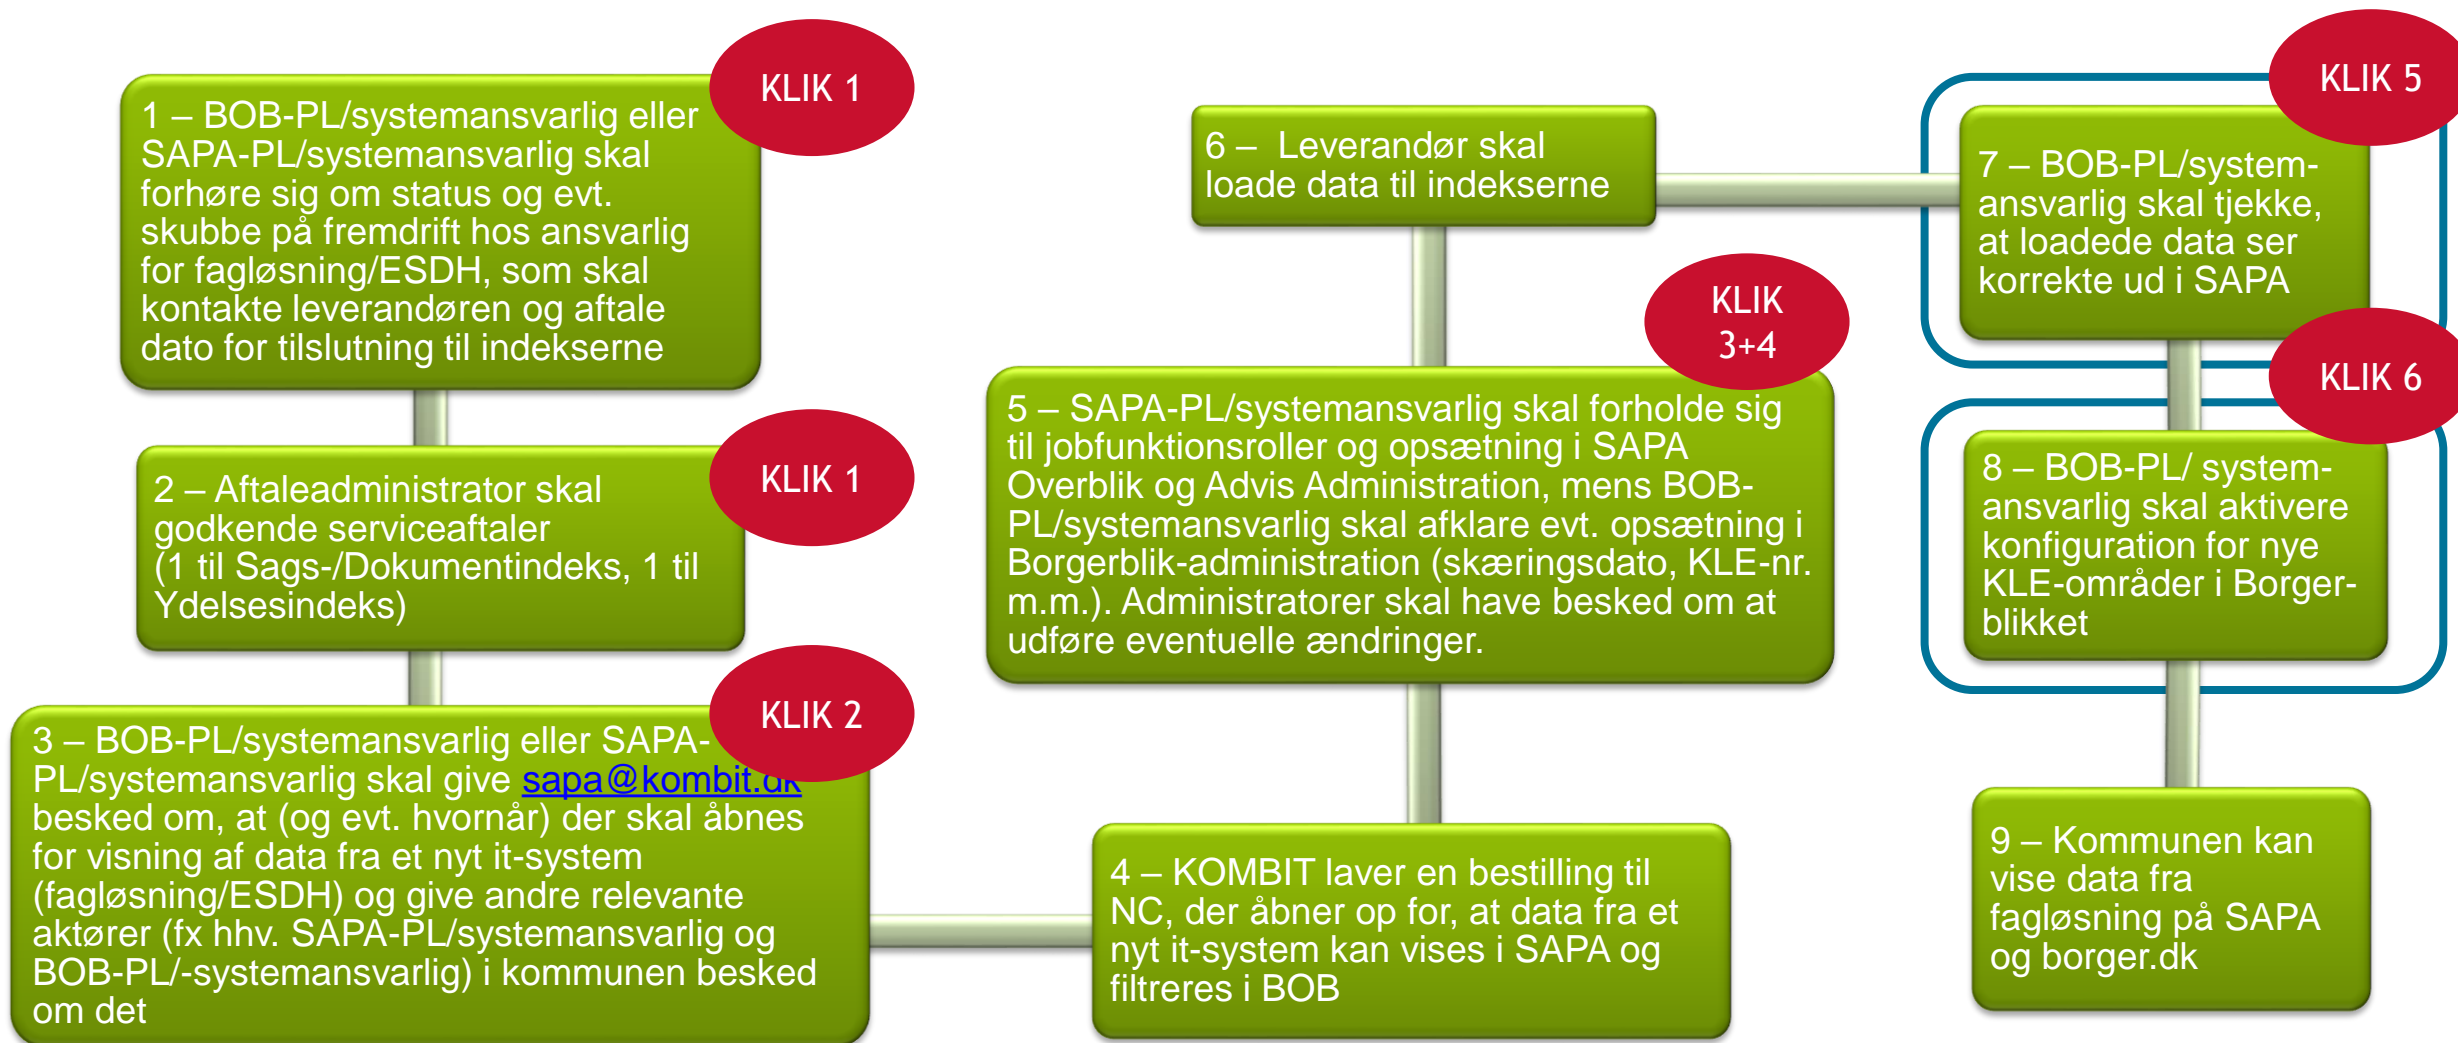 KLIK 1
1 – BOB-PL/systemansvarlig eller
SAPA-PL/systemansvarlig skal
forhøre sig om status og evt.
skubbe på fremdrift hos ansvarlig
for fagløsning/ESDH, som skal
kontakte leverandøren og aftale
dato for tilslutning til indekserne
KLIK 1
2 – Aftaleadministrator skal
godkende serviceaftaler
(1 til Sags-/Dokumentindeks, 1 til
Ydelsesindeks)
KLIK 2
3 – BOB-PL/systemansvarlig eller SAPA-
PL/systemansvarlig skal give sapa@kombit.dk
besked om, at (og evt. hvornår) der skal åbnes
for visning af data fra et nyt it-system
(fagløsning/ESDH) og give andre relevante
aktører (fx hhv. SAPA-PL/systemansvarlig og
BOB-PL/-systemansvarlig) i kommunen besked
om det
4 – KOMBIT laver en bestilling til
NC, der åbner op for, at data fra et
nyt it-system kan vises i SAPA og
filtreres i BOB
KLIK
3+4
5 – SAPA-PL/systemansvarlig skal forholde sig
til jobfunktionsroller og opsætning i SAPA
Overblik og Advis Administration, mens BOB-
PL/systemansvarlig skal afklare evt. opsætning i
Borgerblik-administration (skæringsdato, KLE-nr.
m.m.). Administratorer skal have besked om at
udføre eventuelle ændringer.
6 – Leverandør skal
loade data til indekserne
KLIK 5
7 – BOB-PL/system-
ansvarlig skal tjekke,
at loadede data ser
korrekte ud i SAPA
KLIK 6
8 – BOB-PL/ system-
ansvarlig skal aktivere
konfiguration for nye
KLE-områder i Borger-
blikket
9 – Kommunen kan
vise data fra
fagløsning på SAPA
og borger.dk